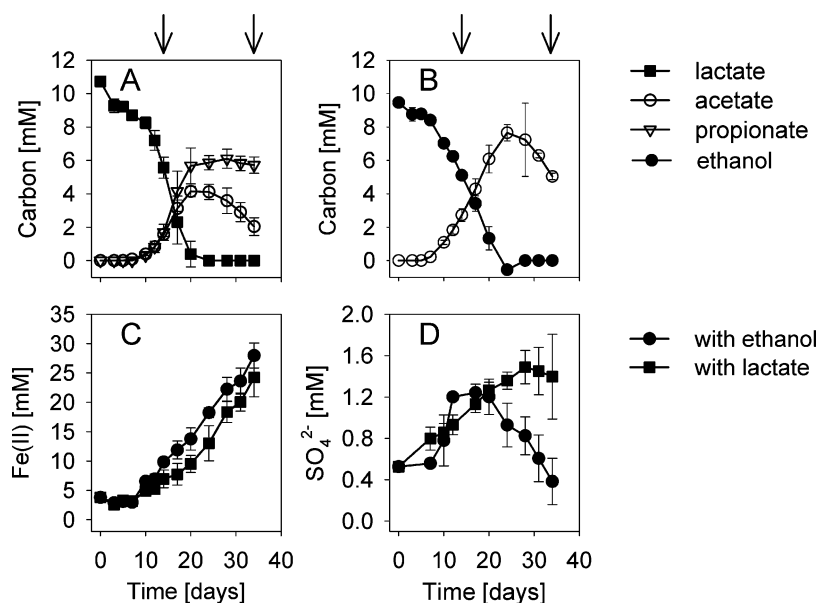 A
B
12
10
8
6
4
2
0
Carbon [mM]
12
10
8
6
4
2
0
Carbon [mM]
lactate
acetate
propionate
ethanol
C
D
35
30
25
20
15
10
5
0
Fe(II) [mM]
2.0
1.6
1.2
0.8
0.4
0.0
SO₄²⁻ [mM]
with ethanol
with lactate
0 10 20 30 40
0 10 20 30 40
Time [days]
Time [days]